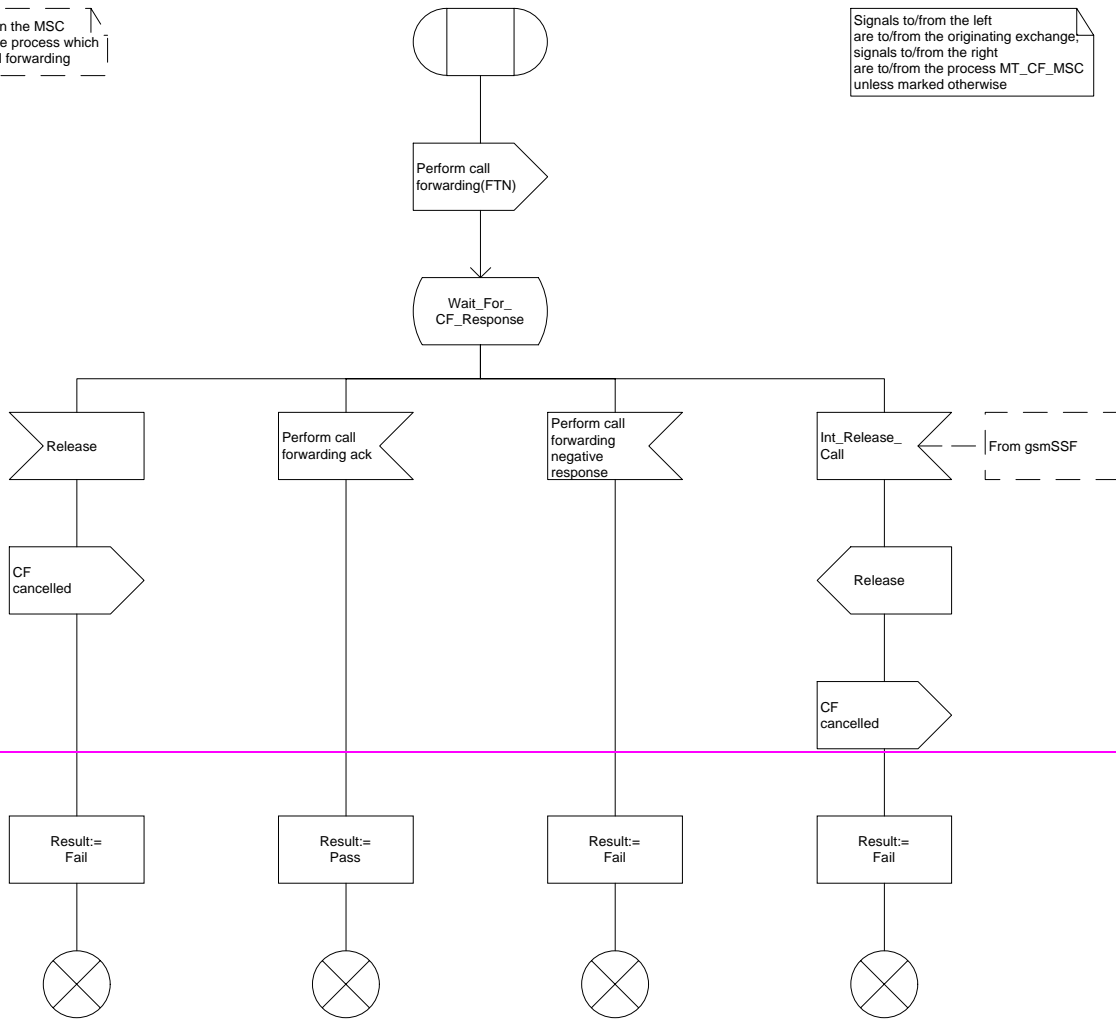 n the MSC
e process which
forwarding
Signals to/from the left
are to/from the originating exchange;
signals to/from the right
are to/from the process MT_CF_MSC
unless marked otherwise
Perform call
forwarding(FTN)
Wait_For_
CF_Response
Release
Perform call
forwarding ack
Perform call
forwarding
negative
response
Int_Release_
Call
From gsmSSF
CF
cancelled
Release
CF
cancelled
Result:=
Fail
Result:=
Pass
Result:=
Fail
Result:=
Fail